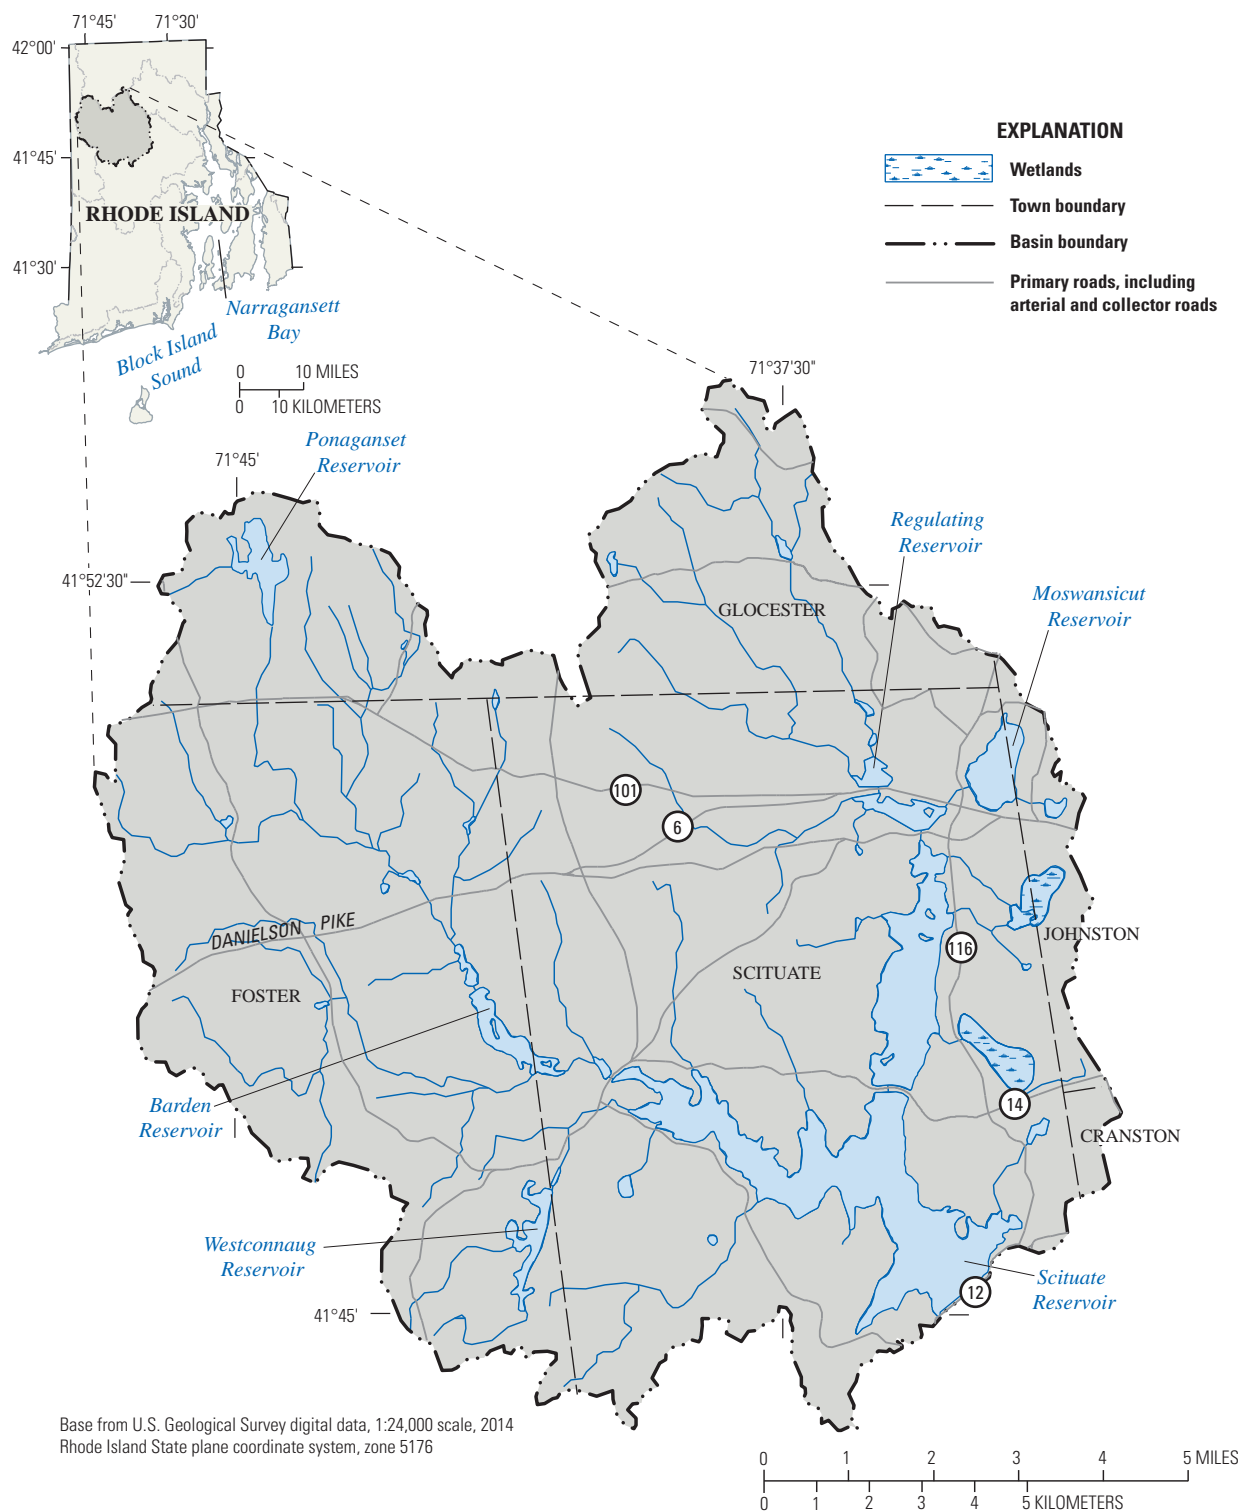 71°45'
71°30'
42°00'
41°45'
41°30'
RHODE ISLAND
Narragansett
Bay
Block Island
Sound
0 10 MILES
0 10 KILOMETERS
EXPLANATION
Wetlands
Town boundary
Basin boundary
Primary roads, including
arterial and collector roads
71°37'30"
Ponaganset
Reservoir
71°45'
41°52'30"
Regulating
Reservoir
Moswansicut
Reservoir
GLOCESTER
101
6
DANIELSON PIKE
JOHNSTON
116
SCITUATE
FOSTER
Barden
Reservoir
14
CRANSTON
Westconnaug
Reservoir
Scituate
Reservoir
12
41°45'
Base from U.S. Geological Survey digital data, 1:24,000 scale, 2014
Rhode Island State plane coordinate system, zone 5176
0 1 2 3 4 5 MILES
0 1 2 3 4 5 KILOMETERS